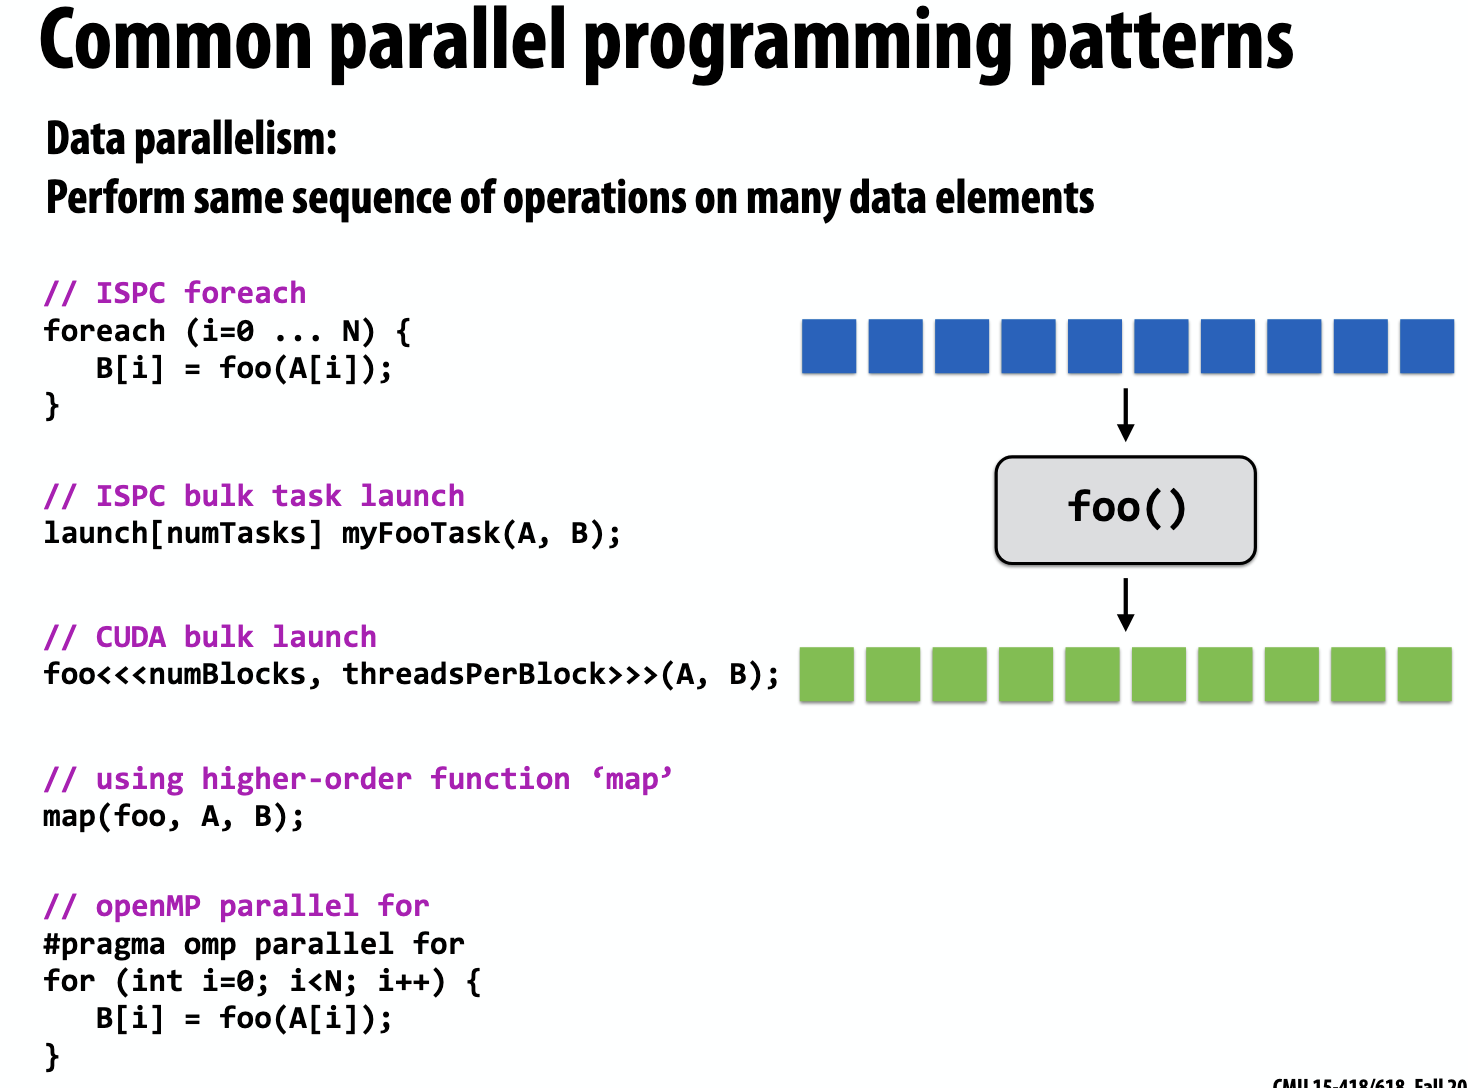 Common parallel programming patterns
Data parallelism:
Perform same sequence of operations on many data elements
// ISPC foreach
foreach (i=0 ... N) {
   B[i] = foo(A[i]);
}
// ISPC bulk task launch
launch[numTasks] myFooTask(A, B);
// CUDA bulk launch
foo<<<numBlocks, threadsPerBlock>>>(A, B);
// using higher-order function ‘map’
map(foo, A, B);
// openMP parallel for
#pragma omp parallel for
for (int i=0; i<N; i++) {
   B[i] = foo(A[i]);
}
foo()
CMU 15-418/618, Fall 20